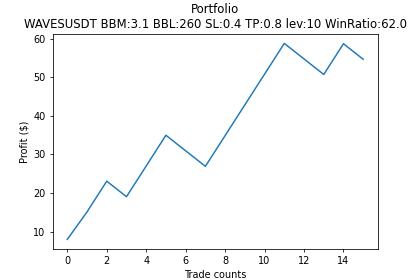 Portfolio
WAVESUSDT BBM:3.1 BBL:260 SL:0.4 TP:0.8 lev:10 WinRatio:62.0
60
50
40
30
20
10
Profit ($)
0 2 4 6 8 10 12 14
Trade counts